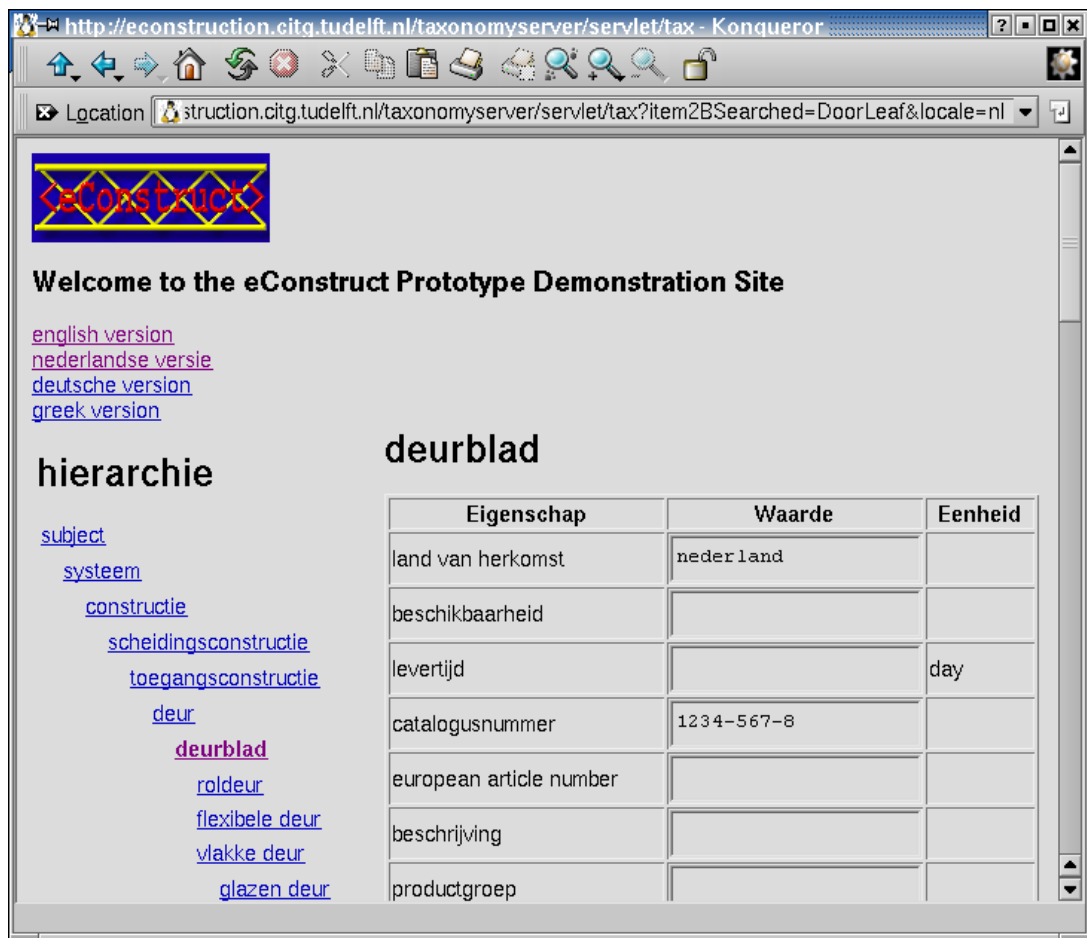 http://econstruction.citg.tudelft.nl/taxonomyserver/servlet/tax - Konqueror
Location struction.citg.tudelft.nl/taxonomyserver/servlet/tax?item2BSearched=DoorLeaf&locale=nl
<eConstruct>
Welcome to the eConstruct Prototype Demonstration Site
english version
nederlandse versie
deutsche version
greek version
hierarchie
subject
systeem
constructie
scheidingsconstructie
toegangsconstructie
deur
deurblad
roldeur
flexibele deur
vlakke deur
glazen deur
deurblad
Eigenschap Waarde Eenheid
land van herkomst nederland
beschikbaarheid
levertijd day
catalogusnummer 1234-567-8
european article number
beschrijving
productgroep